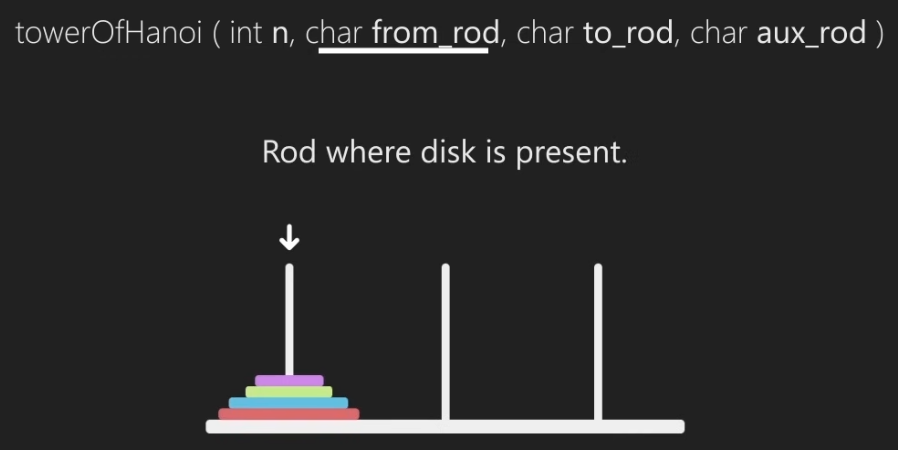 towerOfHanoi ( int n, char from_rod, char to_rod, char aux_rod )
Rod where disk is present.